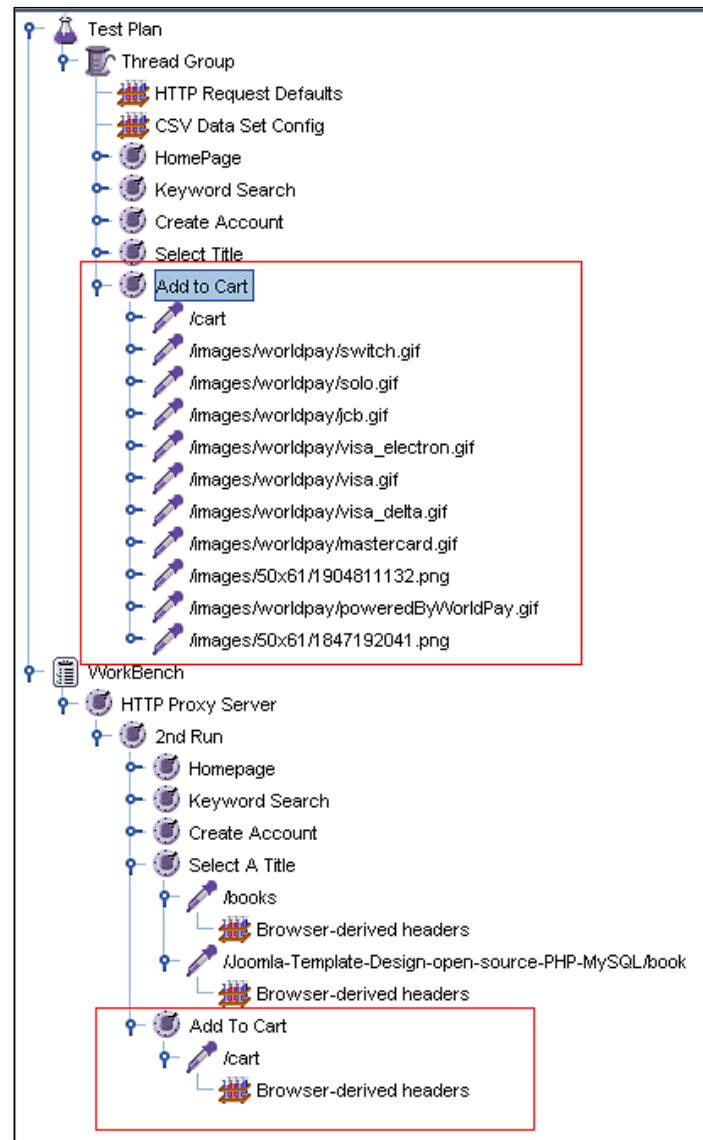 Test Plan
Thread Group
HTTP Request Defaults
CSV Data Set Config
HomePage
Keyword Search
Create Account
Select Title
Add to Cart
/cart
/images/worldpay/switch.gif
/images/worldpay/solo.gif
/images/worldpay/jcb.gif
/images/worldpay/visa_electron.gif
/images/worldpay/visa.gif
/images/worldpay/visa_delta.gif
/images/worldpay/mastercard.gif
/images/50x61/1904811132.png
/images/worldpay/poweredByWorldPay.gif
/images/50x61/1847192041.png
WorkBench
HTTP Proxy Server
2nd Run
Homepage
Keyword Search
Create Account
Select A Title
/books
Browser-derived headers
/Joomla-Template-Design-open-source-PHP-MySQL/book
Browser-derived headers
Add To Cart
/cart
Browser-derived headers